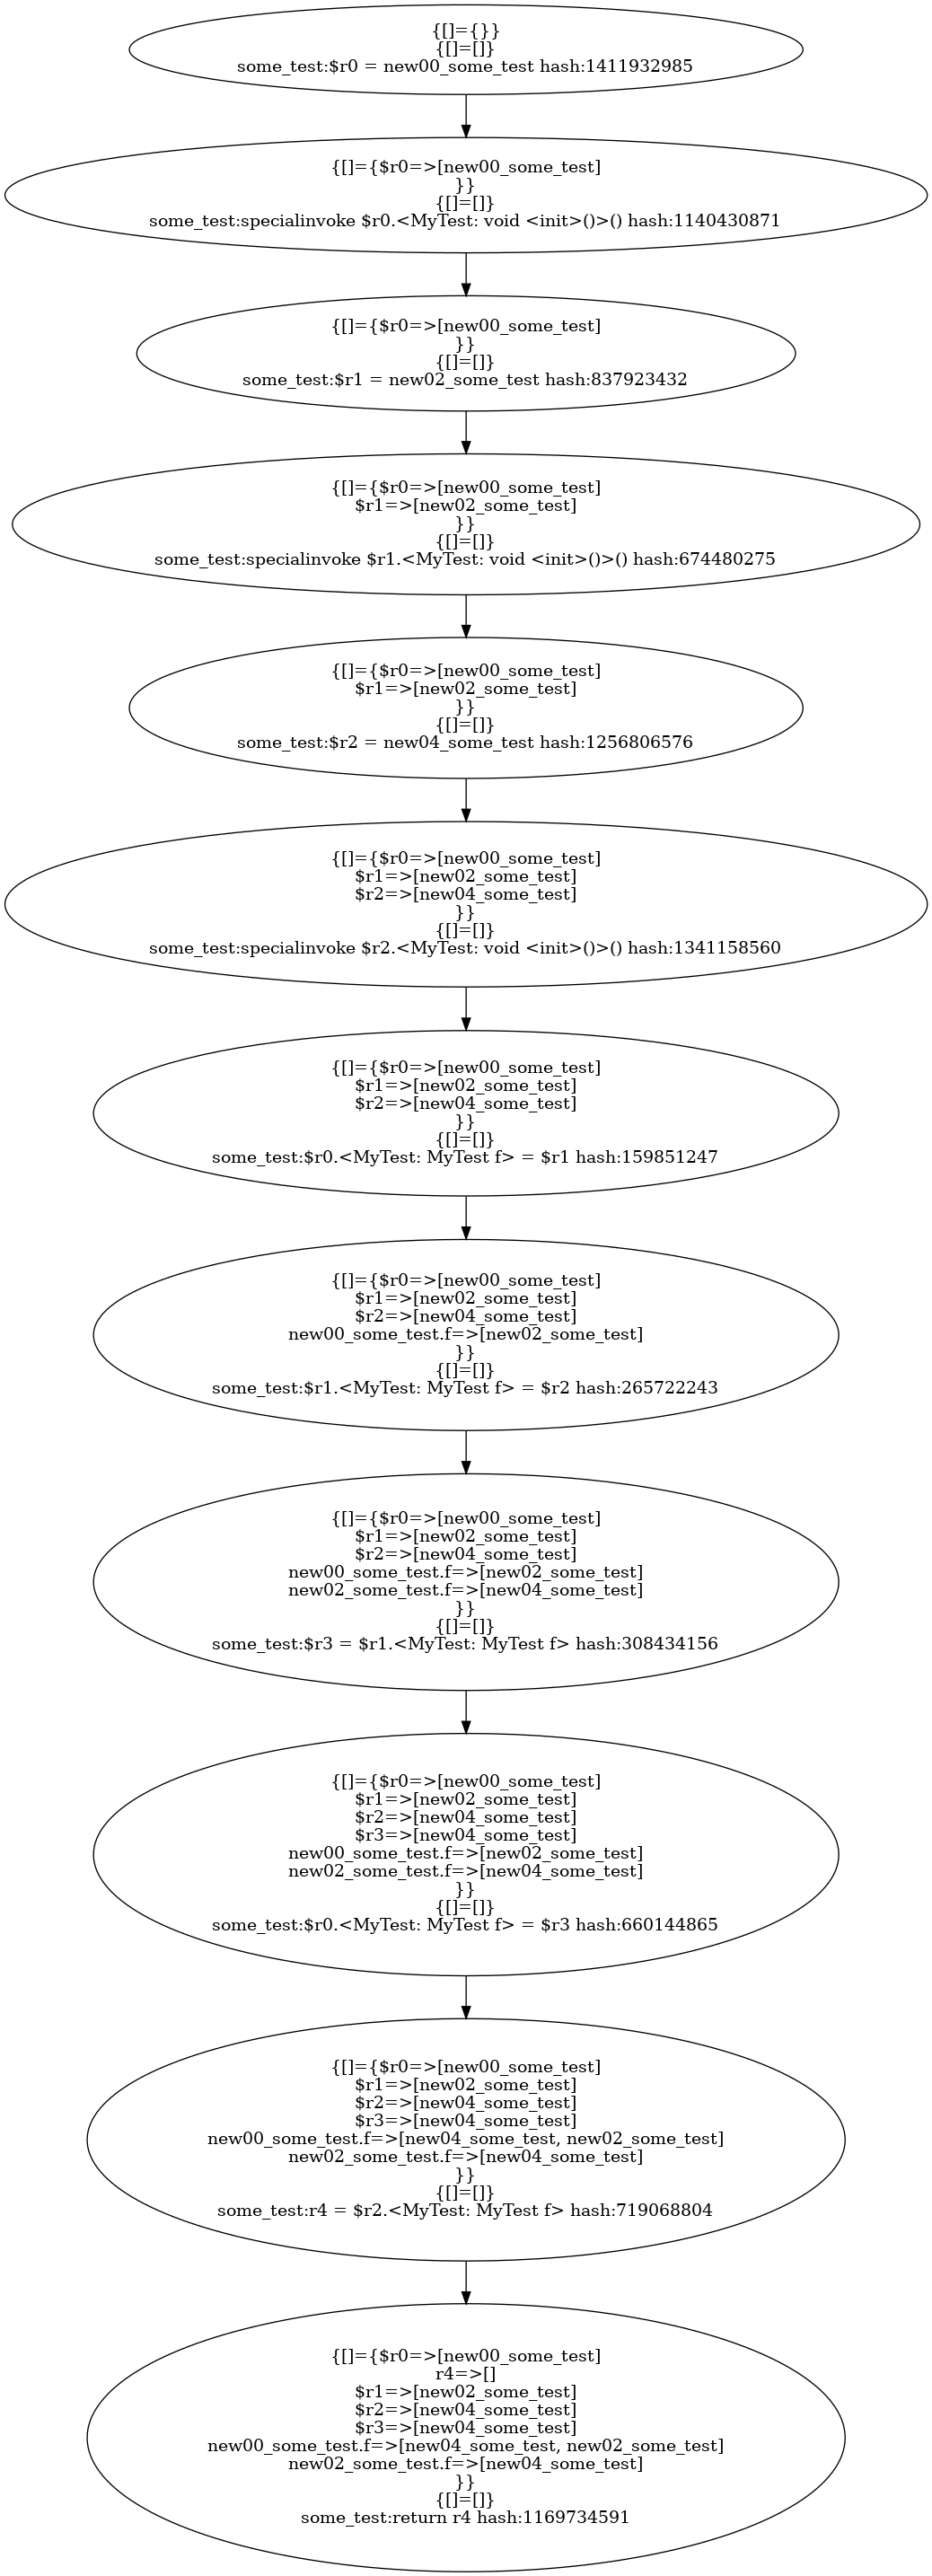 {[]={}}
{[]=[]}
some_test:$r0 = new00_some_test hash:1411932985
{[]={$r0=>[new00_some_test]
}}
{[]=[]}
some_test:specialinvoke $r0.<MyTest: void <init>()>() hash:1140430871
{[]={$r0=>[new00_some_test]
}}
{[]=[]}
some_test:$r1 = new02_some_test hash:837923432
{[]={$r0=>[new00_some_test]
$r1=>[new02_some_test]
}}
{[]=[]}
some_test:specialinvoke $r1.<MyTest: void <init>()>() hash:674480275
{[]={$r0=>[new00_some_test]
$r1=>[new02_some_test]
}}
{[]=[]}
some_test:$r2 = new04_some_test hash:1256806576
{[]={$r0=>[new00_some_test]
$r1=>[new02_some_test]
$r2=>[new04_some_test]
}}
{[]=[]}
some_test:specialinvoke $r2.<MyTest: void <init>()>() hash:1341158560
{[]={$r0=>[new00_some_test]
$r1=>[new02_some_test]
$r2=>[new04_some_test]
}}
{[]=[]}
some_test:$r0.<MyTest: MyTest f> = $r1 hash:159851247
{[]={$r0=>[new00_some_test]
$r1=>[new02_some_test]
$r2=>[new04_some_test]
new00_some_test.f=>[new02_some_test]
}}
{[]=[]}
some_test:$r1.<MyTest: MyTest f> = $r2 hash:265722243
{[]={$r0=>[new00_some_test]
$r1=>[new02_some_test]
$r2=>[new04_some_test]
new00_some_test.f=>[new02_some_test]
new02_some_test.f=>[new04_some_test]
}}
{[]=[]}
some_test:$r3 = $r1.<MyTest: MyTest f> hash:308434156
{[]={$r0=>[new00_some_test]
$r1=>[new02_some_test]
$r2=>[new04_some_test]
$r3=>[new04_some_test]
new00_some_test.f=>[new02_some_test]
new02_some_test.f=>[new04_some_test]
}}
{[]=[]}
some_test:$r0.<MyTest: MyTest f> = $r3 hash:660144865
{[]={$r0=>[new00_some_test]
$r1=>[new02_some_test]
$r2=>[new04_some_test]
$r3=>[new04_some_test]
new00_some_test.f=>[new04_some_test, new02_some_test]
new02_some_test.f=>[new04_some_test]
}}
{[]=[]}
some_test:r4 = $r2.<MyTest: MyTest f> hash:719068804
{[]={$r0=>[new00_some_test]
r4=>[]
$r1=>[new02_some_test]
$r2=>[new04_some_test]
$r3=>[new04_some_test]
new00_some_test.f=>[new04_some_test, new02_some_test]
new02_some_test.f=>[new04_some_test]
}}
{[]=[]}
some_test:return r4 hash:1169734591